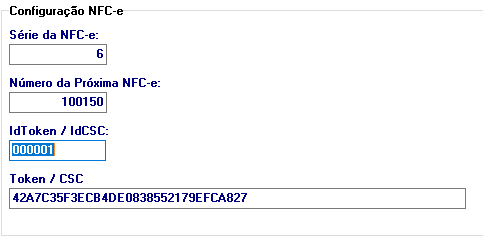 Configuração NFC-e
Série da NFC-e:
6
Número da Próxima NFC-e:
100150
IdToken / IdCSC:
000001
Token / CSC
42A7C35F3ECB4DE0838552179EFCA827